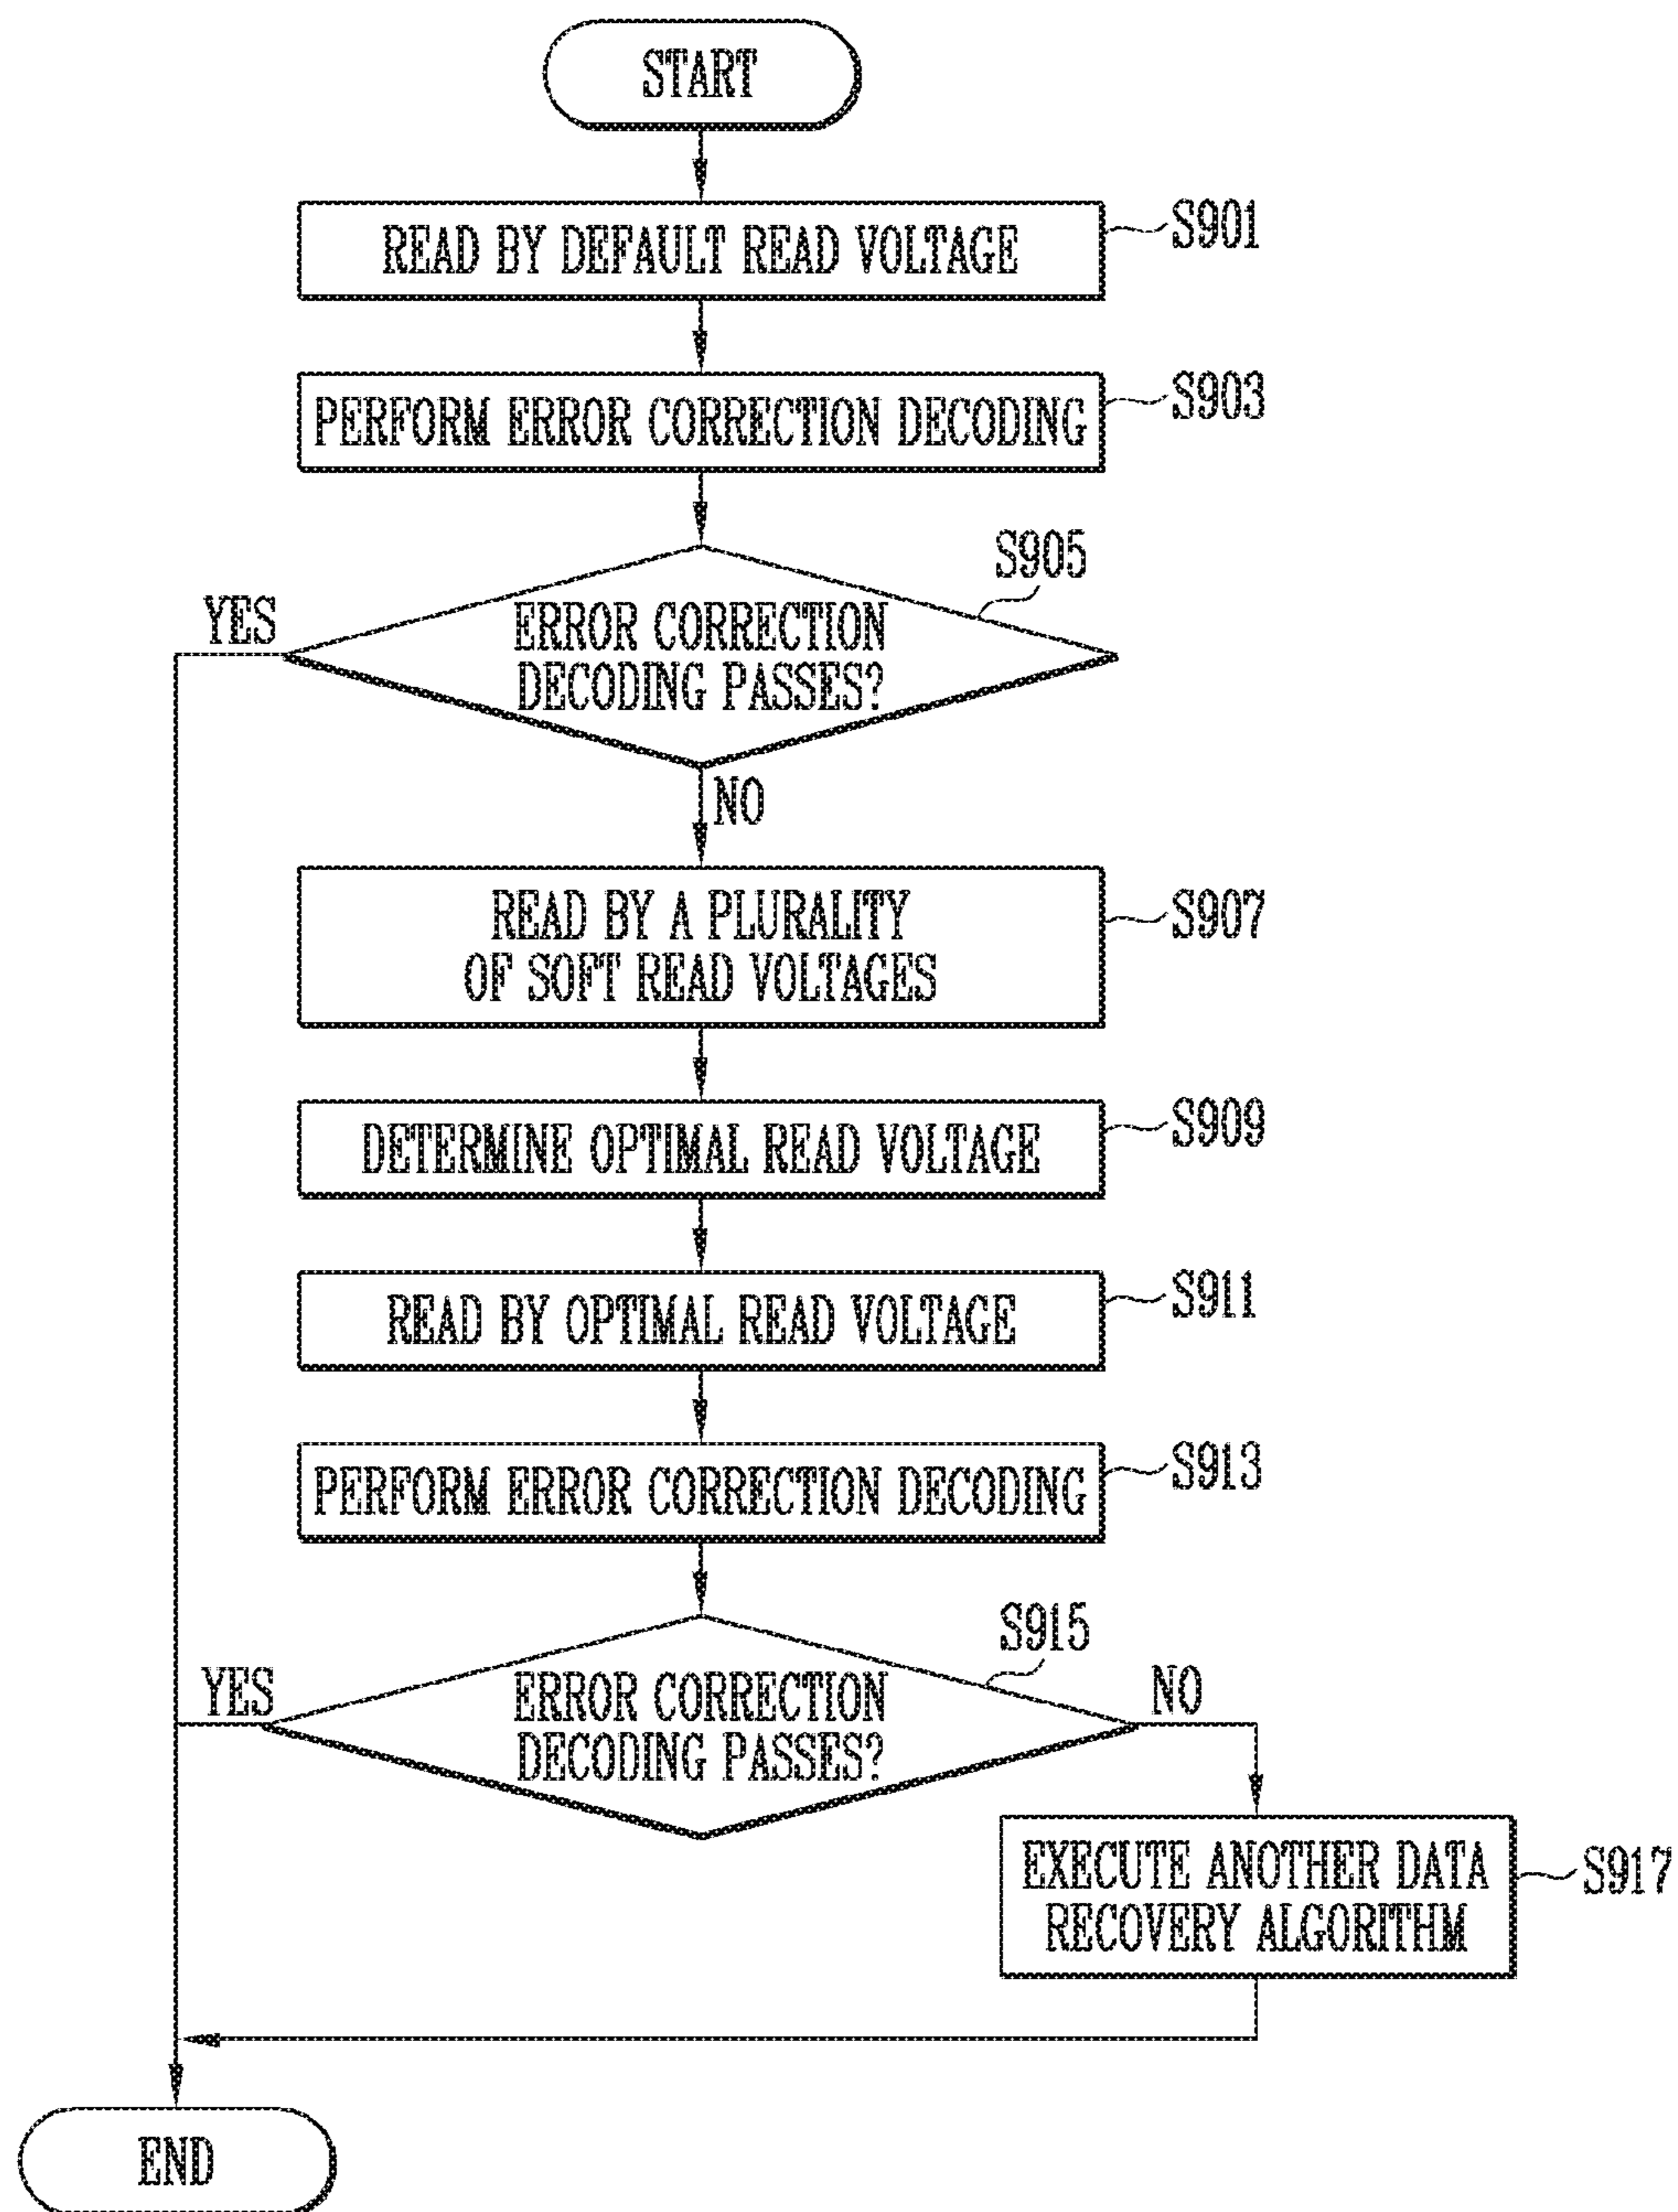 START
READ BY DEFAULT READ VOLTAGE
S901
PERFORM ERROR CORRECTION DECODING
S903
S905
YES
ERROR CORRECTION
DECODING PASSES?
NO
READ BY A PLURALITY
OF SOFT READ VOLTAGES
S907
DETERMINE OPTIMAL READ VOLTAGE
S909
READ BY OPTIMAL READ VOLTAGE
S911
PERFORM ERROR CORRECTION DECODING
S913
S915
YES
ERROR CORRECTION
DECODING PASSES?
NO
EXECUTE ANOTHER DATA
RECOVERY ALGORITHM
S917
END